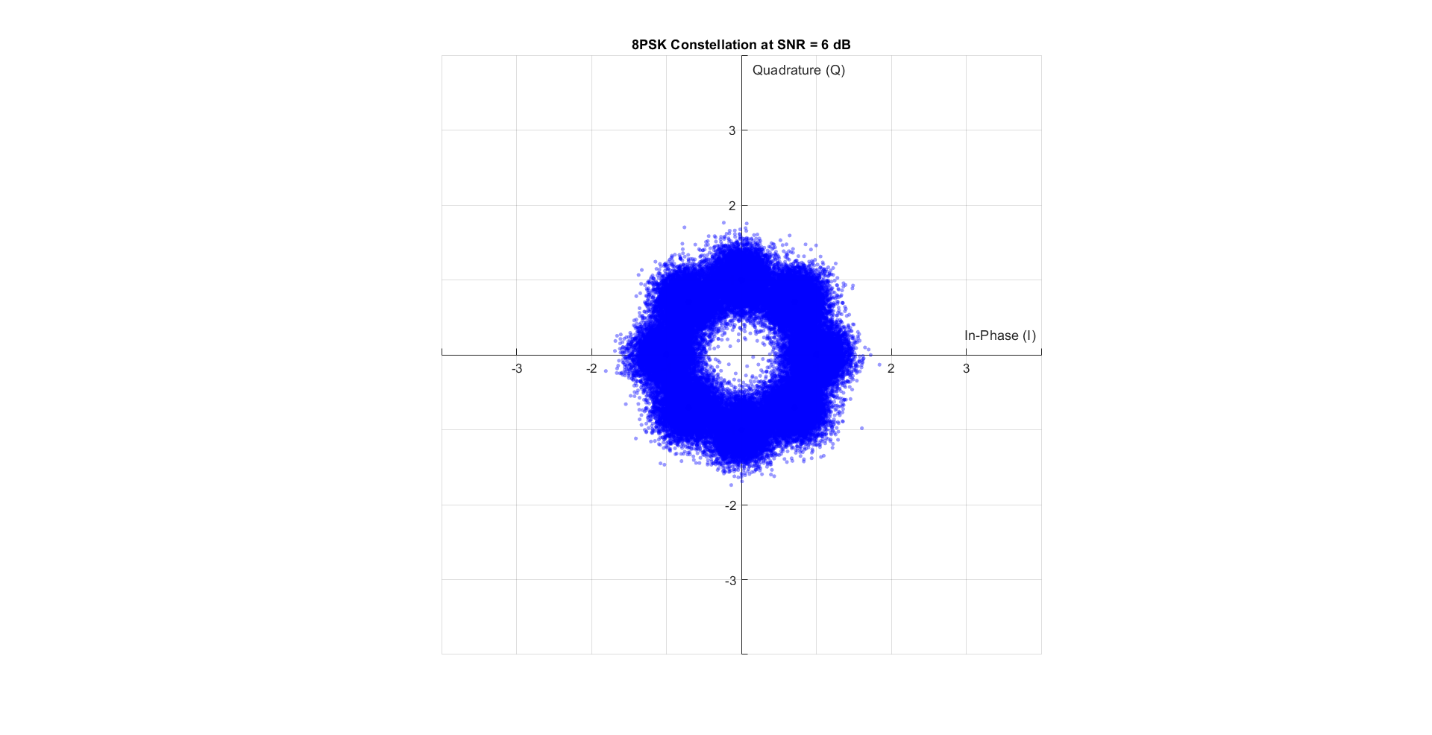 8PSK Constellation at SNR = 6 dB
Quadrature (Q)
3
2
In-Phase (I)
-3 -2 2 3
-2
-3